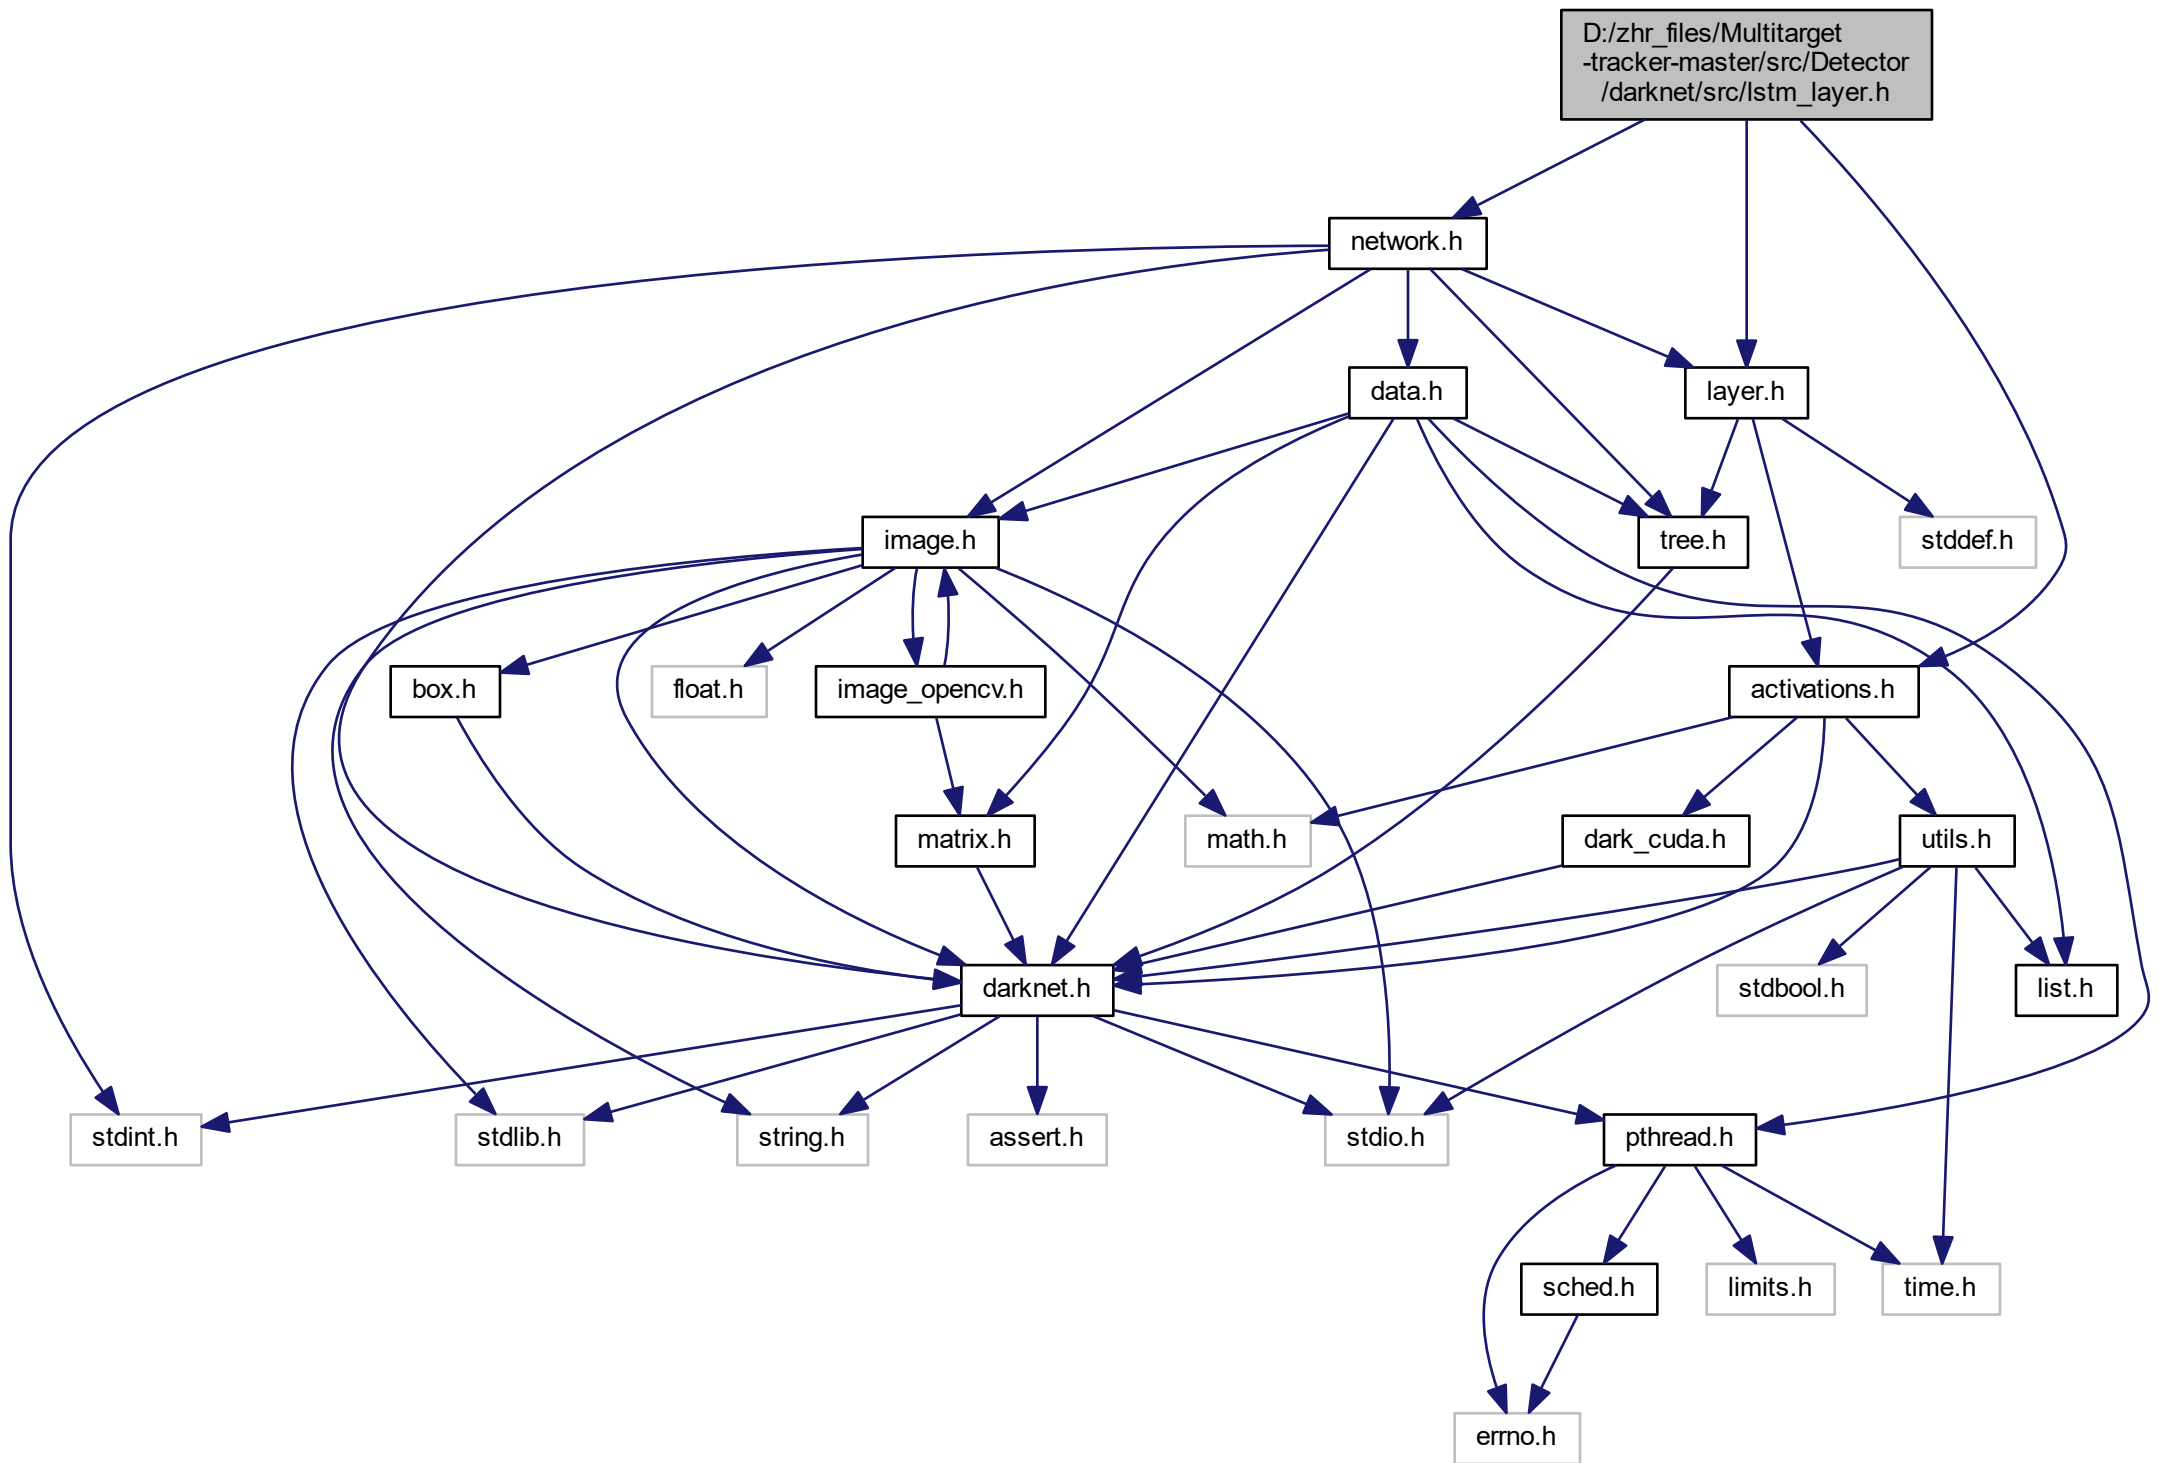 D:/zhr_files/Multitarget
-tracker-master/src/Detector
/darknet/src/lstm_layer.h
network.h
data.h
layer.h
image.h
tree.h
stddef.h
box.h
float.h
image_opencv.h
activations.h
matrix.h
math.h
dark_cuda.h
utils.h
darknet.h
stdbool.h
list.h
stdint.h
stdlib.h
string.h
assert.h
stdio.h
pthread.h
sched.h
limits.h
time.h
errno.h